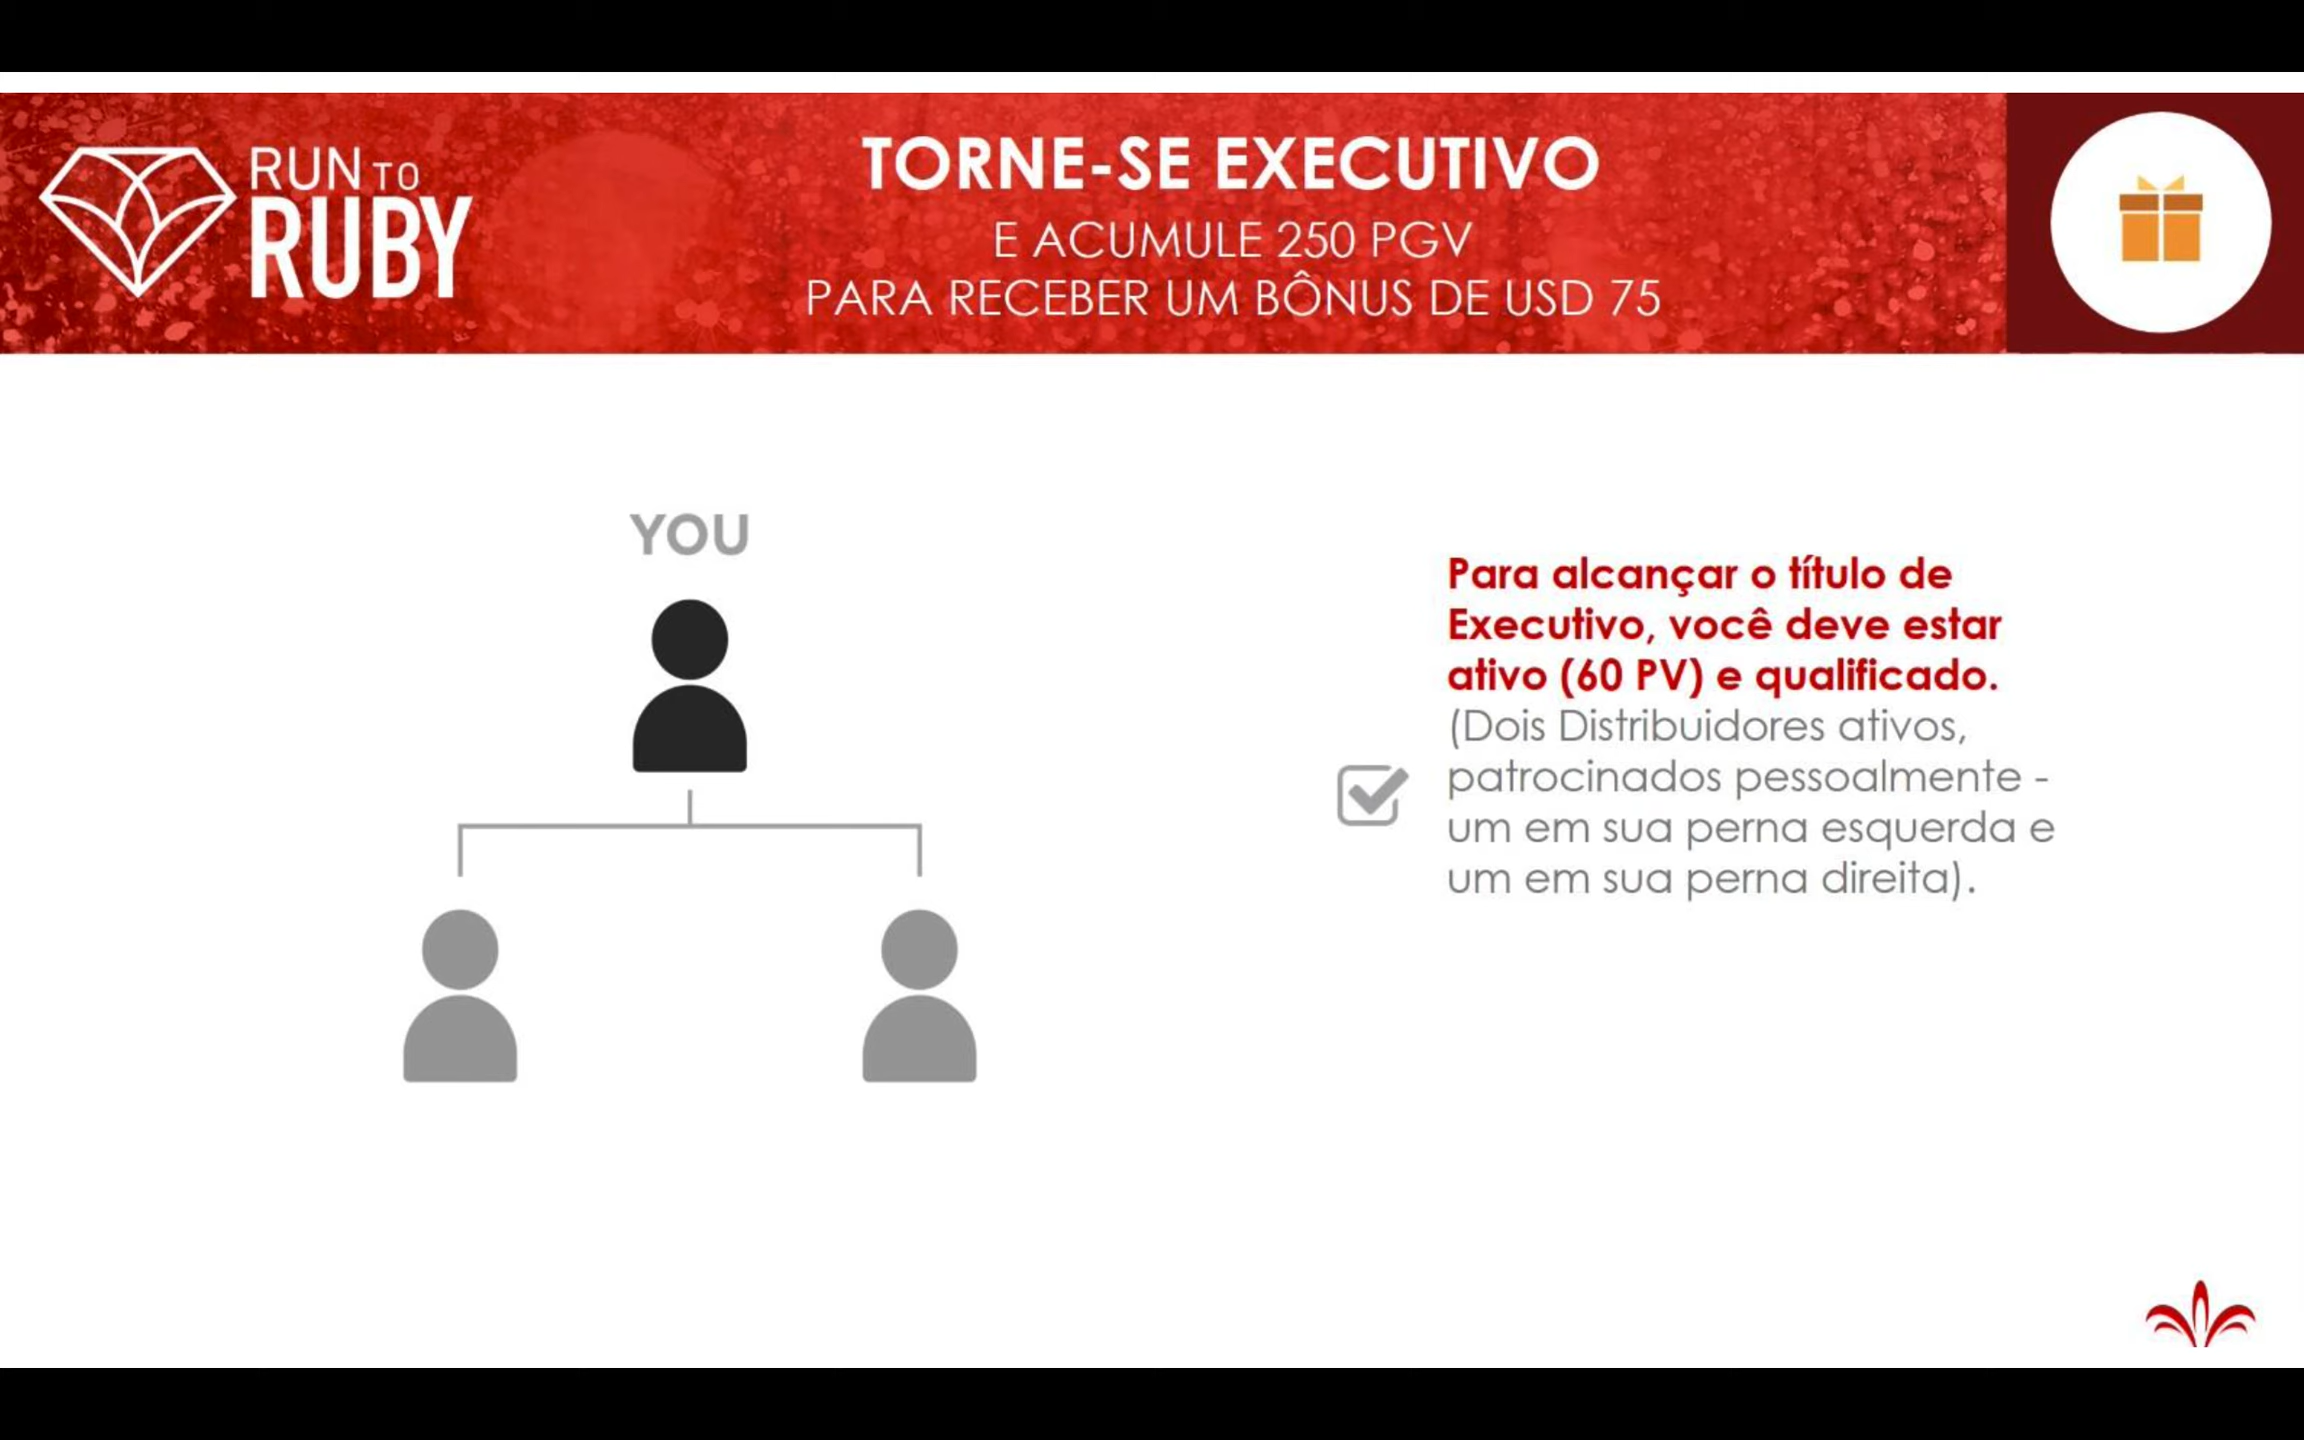 RUN TO
RUBY
TORNE-SE EXECUTIVO
E ACUMULE 250 PGV
PARA RECEBER UM BÔNUS DE USD 75
YOU
Para alcançar o título de
Executivo, você deve estar
ativo (60 PV) e qualificado.
(Dois Distribuidores ativos,
patrocinados pessoalmente -
um em sua perna esquerda e
um em sua perna direita).